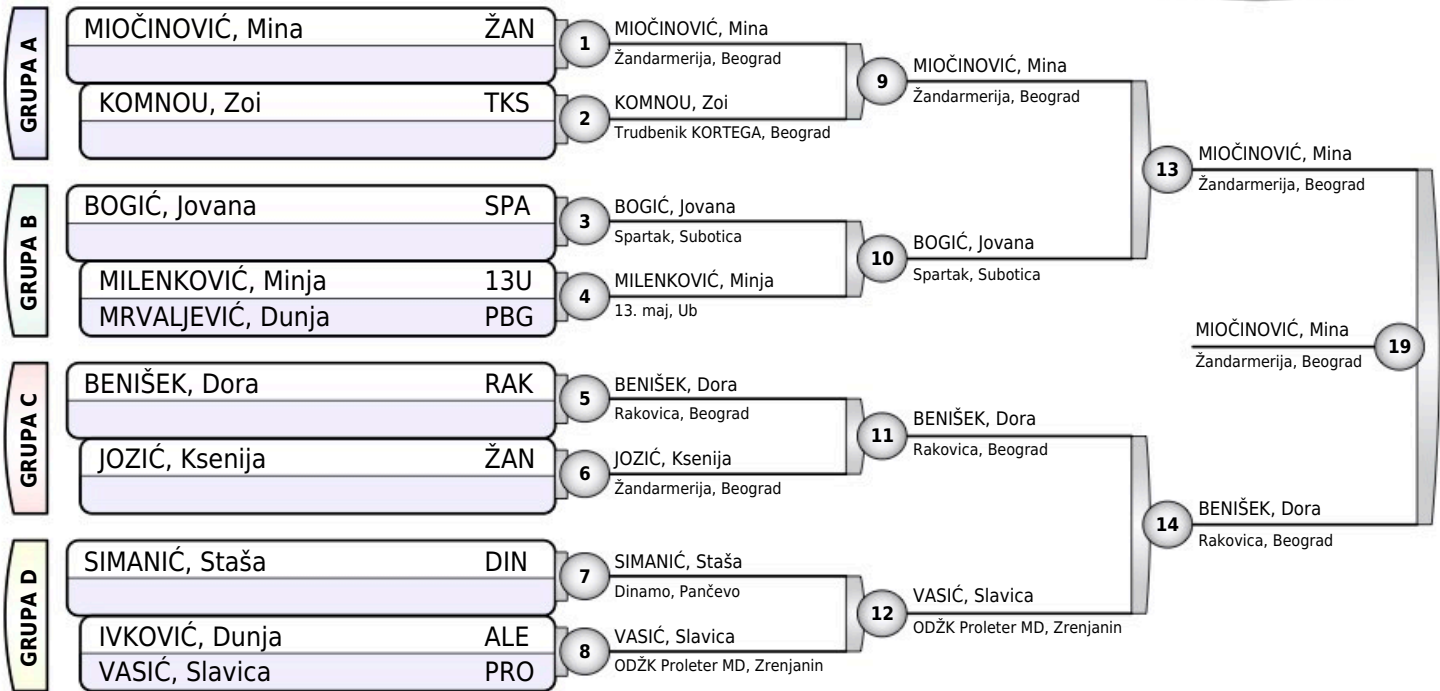 GRUPA A
MIOČINOVIĆ, Mina ŽAN
KOMNOU, Zoi TKS
1
MIOČINOVIĆ, Mina
Žandarmerija, Beograd
2
KOMNOU, Zoi
Trudbenik KORTEGA, Beograd
9
MIOČINOVIĆ, Mina
Žandarmerija, Beograd
GRUPA B
BOGIĆ, Jovana SPA
MILENKOVIĆ, Minja 13U
MRVALJEVIĆ, Dunja PBG
3
BOGIĆ, Jovana
Spartak, Subotica
4
MILENKOVIĆ, Minja
13. maj, Ub
10
BOGIĆ, Jovana
Spartak, Subotica
13
MIOČINOVIĆ, Mina
Žandarmerija, Beograd
GRUPA C
BENIŠEK, Dora RAK
JOZIĆ, Ksenija ŽAN
5
BENIŠEK, Dora
Rakovica, Beograd
6
JOZIĆ, Ksenija
Žandarmerija, Beograd
11
BENIŠEK, Dora
Rakovica, Beograd
GRUPA D
SIMANIĆ, Staša DIN
IVKOVIĆ, Dunja ALE
VASIĆ, Slavica PRO
7
SIMANIĆ, Staša
Dinamo, Pančevo
8
VASIĆ, Slavica
ODŽK Proleter MD, Zrenjanin
12
VASIĆ, Slavica
ODŽK Proleter MD, Zrenjanin
14
BENIŠEK, Dora
Rakovica, Beograd
MIOČINOVIĆ, Mina
Žandarmerija, Beograd
19